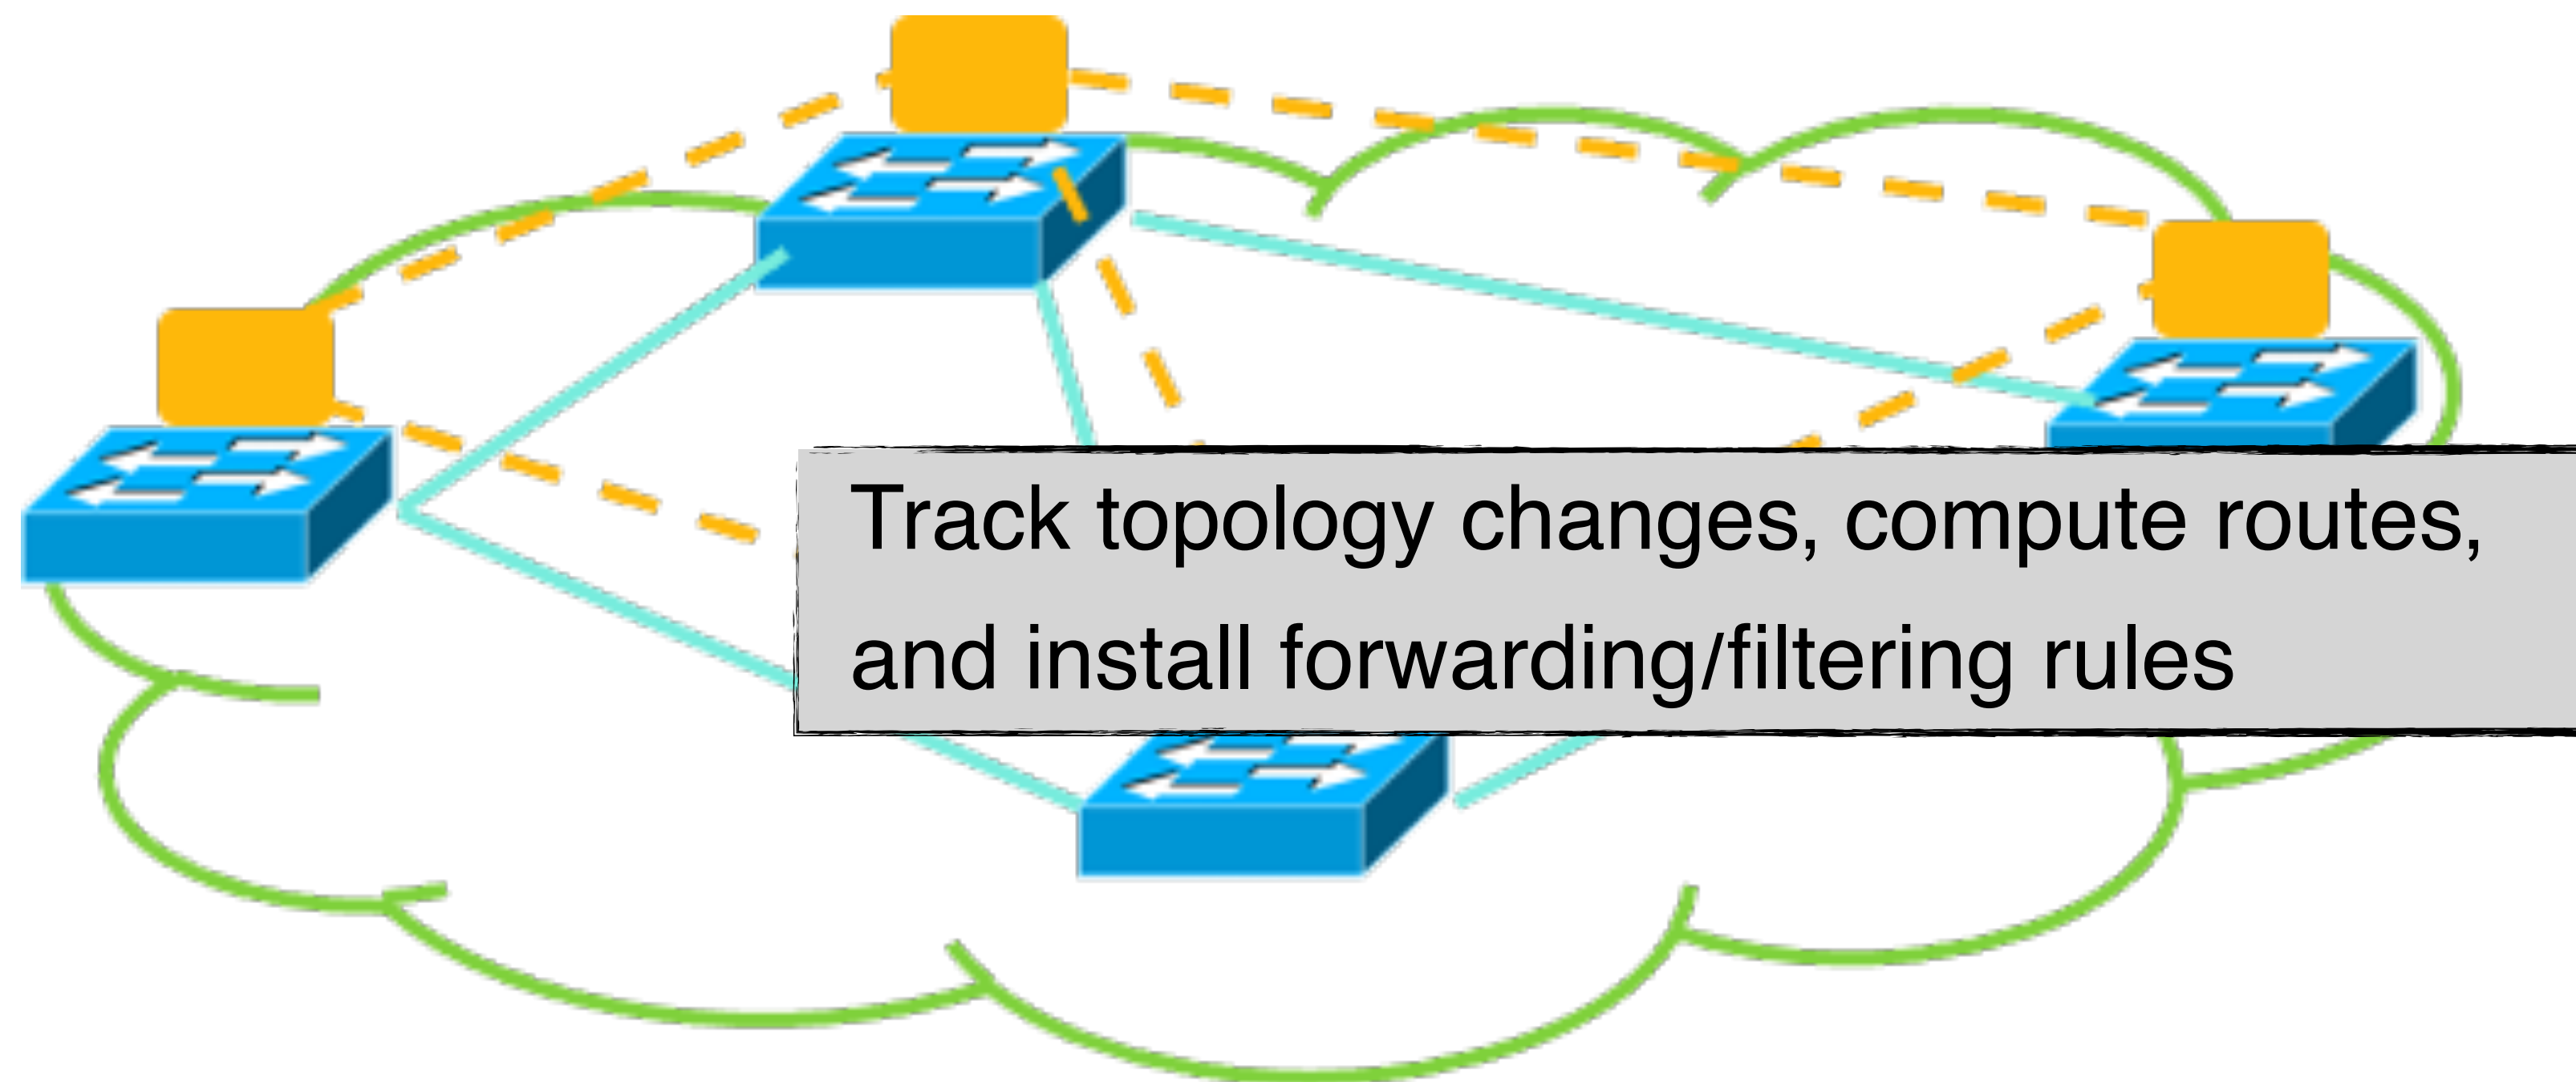 Track topology changes, compute routes,
and install forwarding/filtering rules